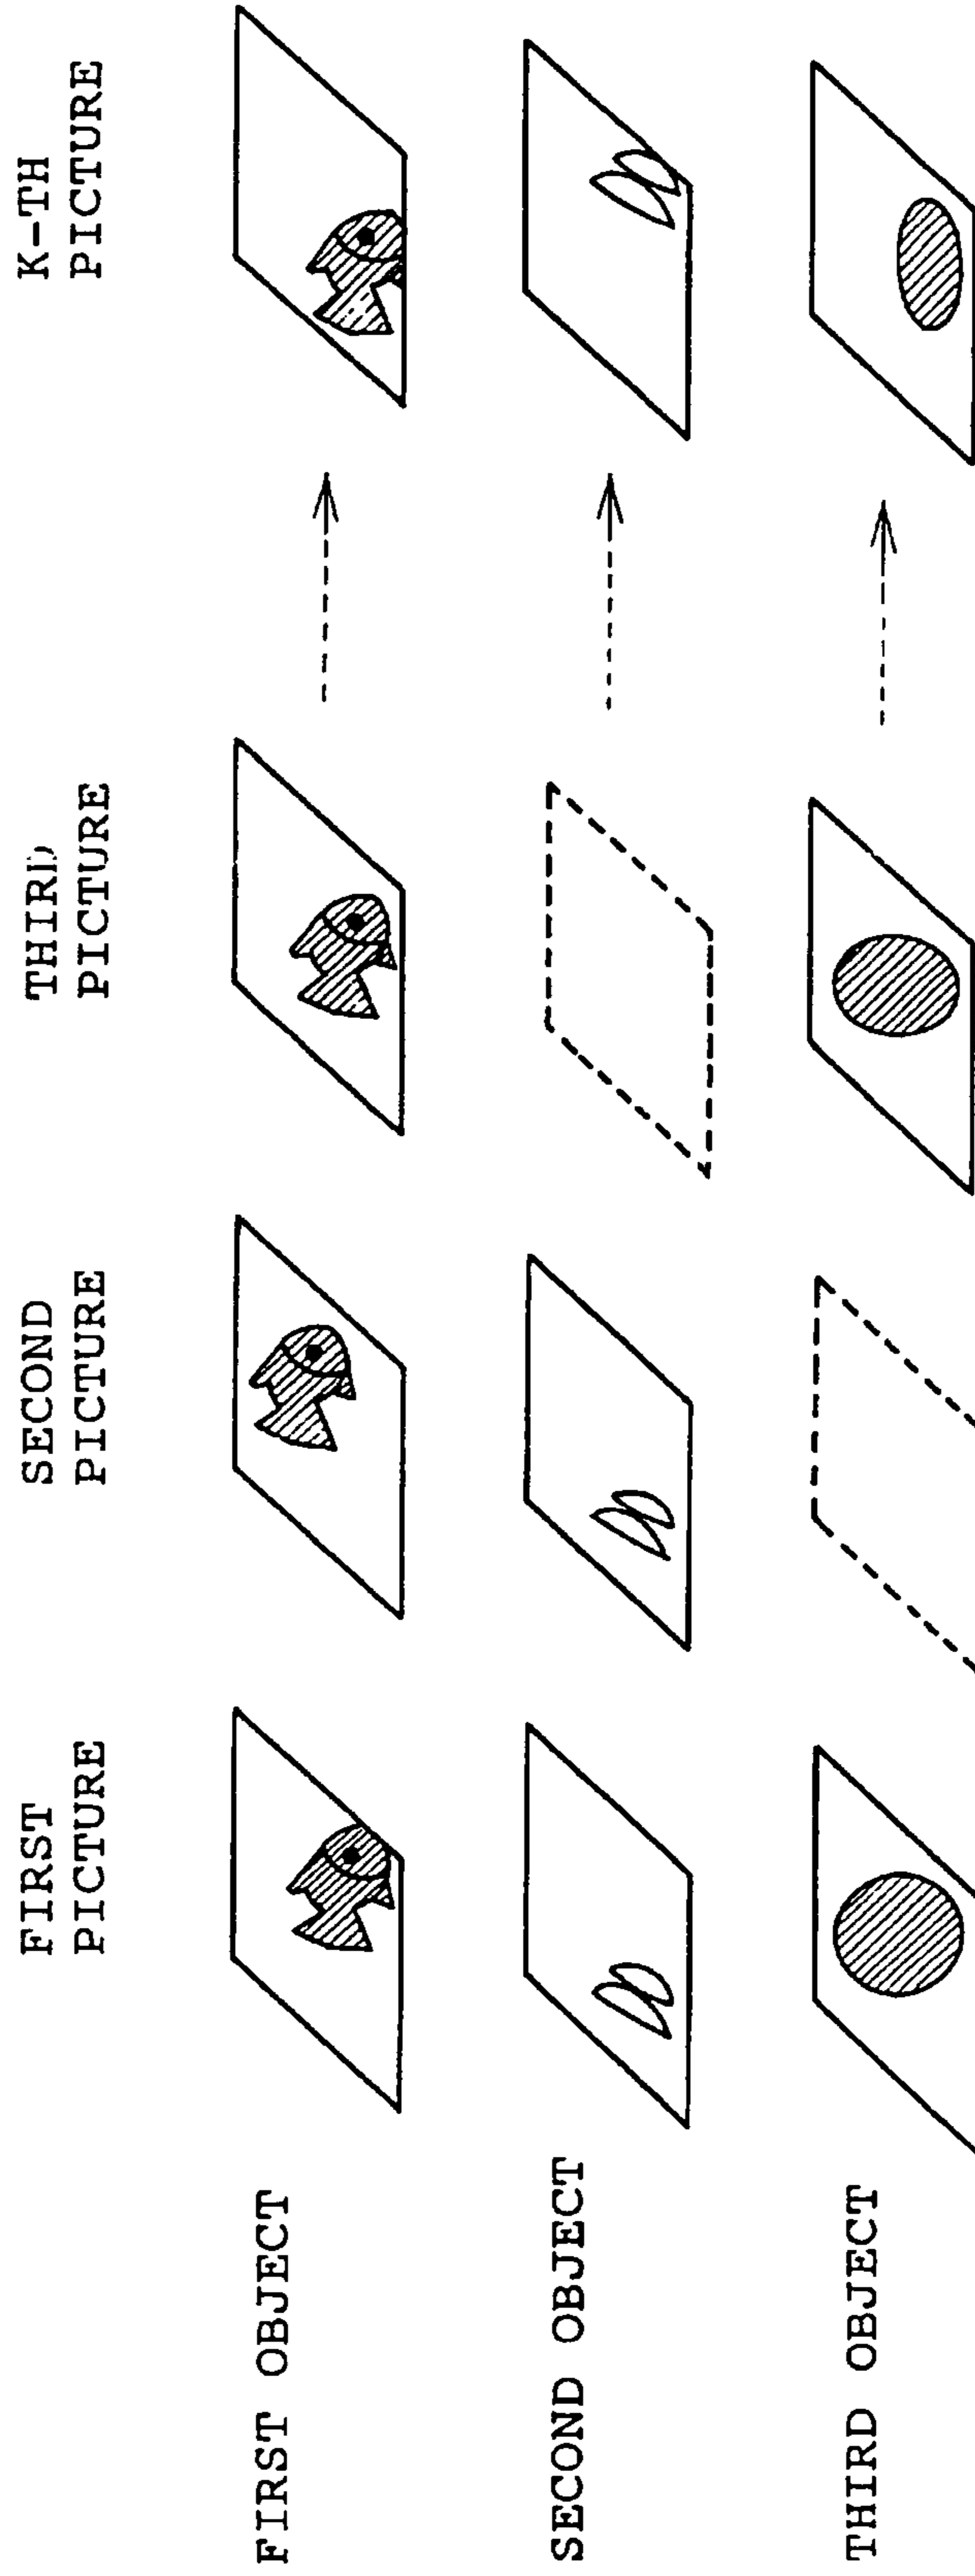 FIRST
PICTURE
SECOND
PICTURE
THIRD
PICTURE
K-TH
PICTURE
FIRST OBJECT
SECOND OBJECT
THIRD OBJECT